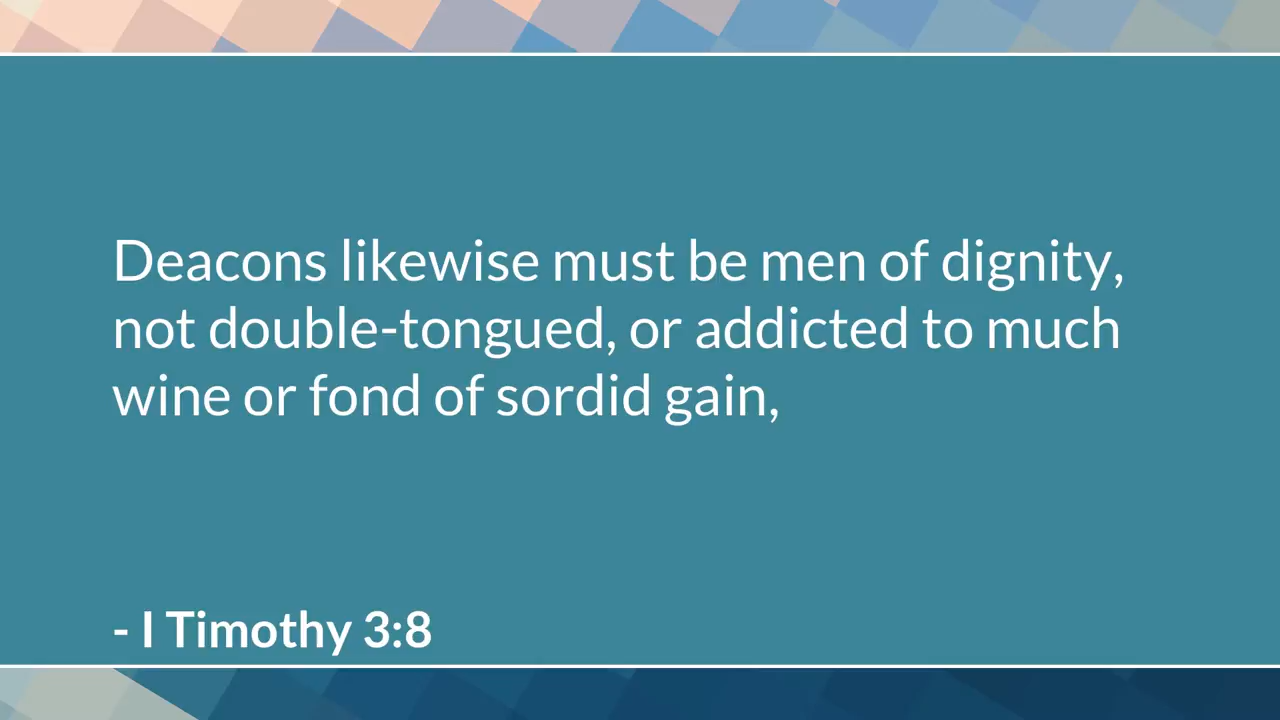 Deacons likewise must be men of dignity,
not double-tongued, or addicted to much
wine or fond of sordid gain,
- I Timothy 3:8